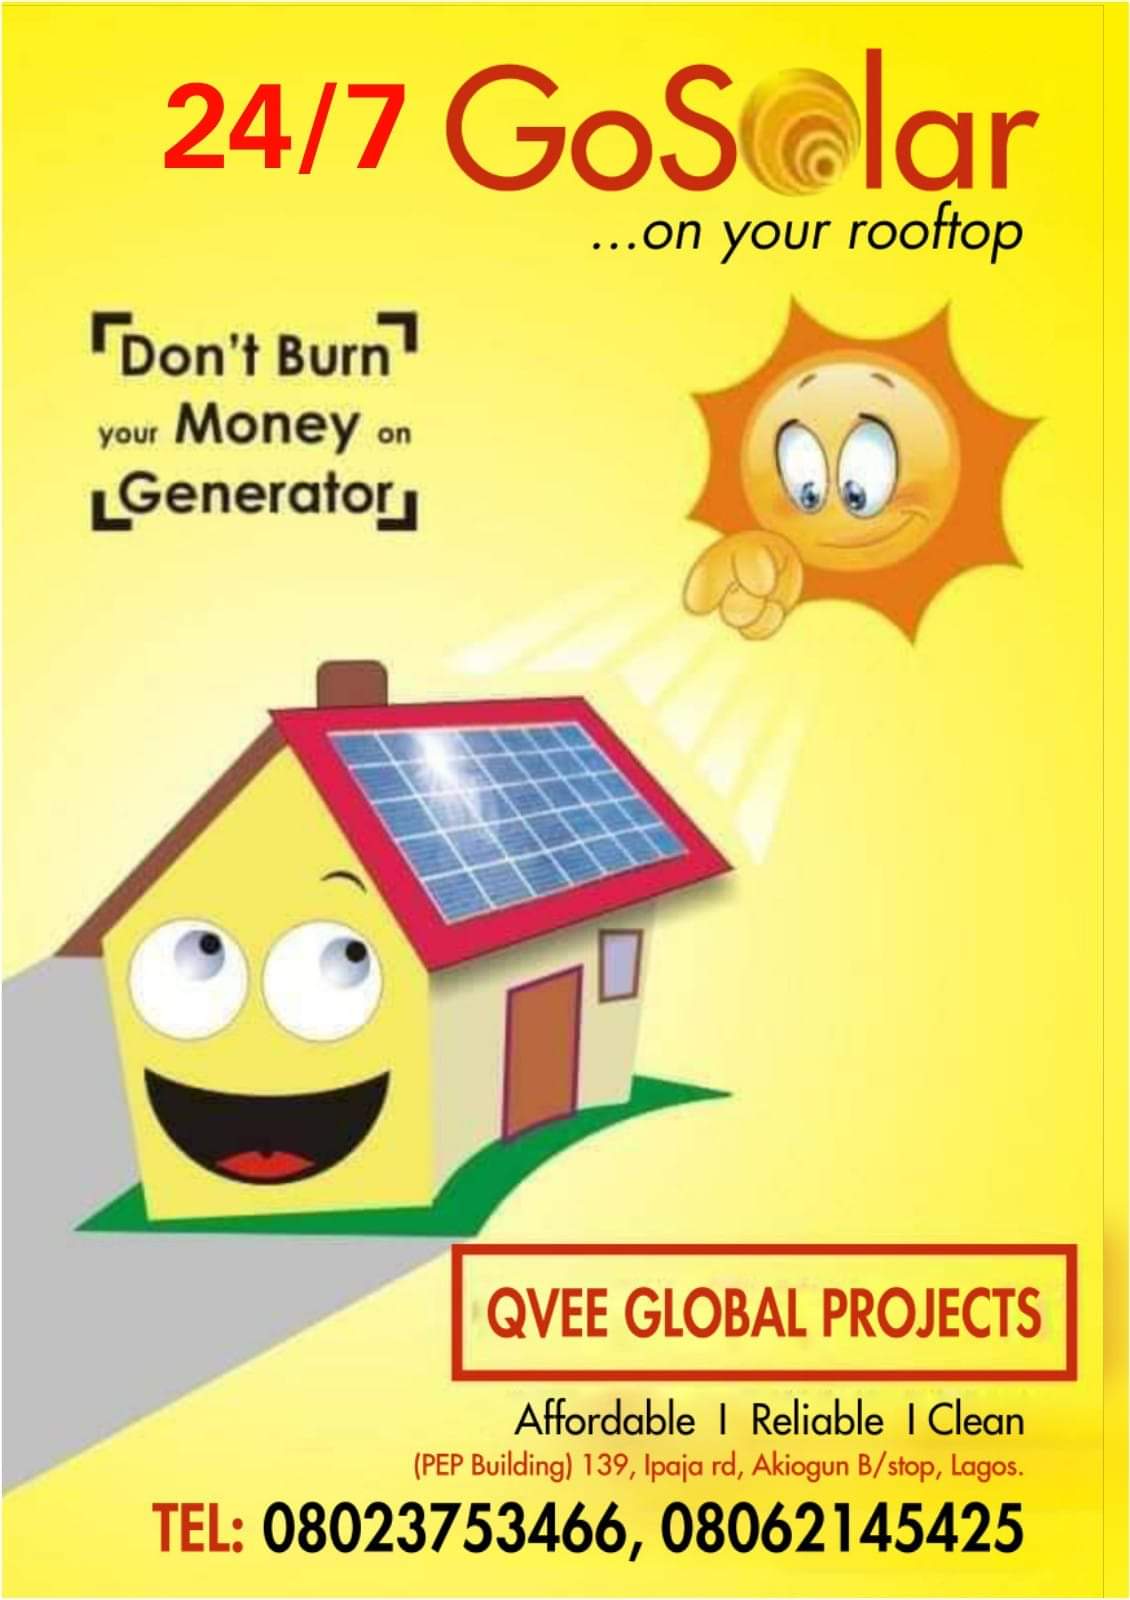 24/7 GoSolar
...on your rooftop
Don't Burn
your Money on
Generator
QVEE GLOBAL PROJECTS
Affordable I Reliable I Clean
(PEP Building) 139, Ipaja rd, Akiogun B/stop, Lagos.
TEL: 08023753466, 08062145425